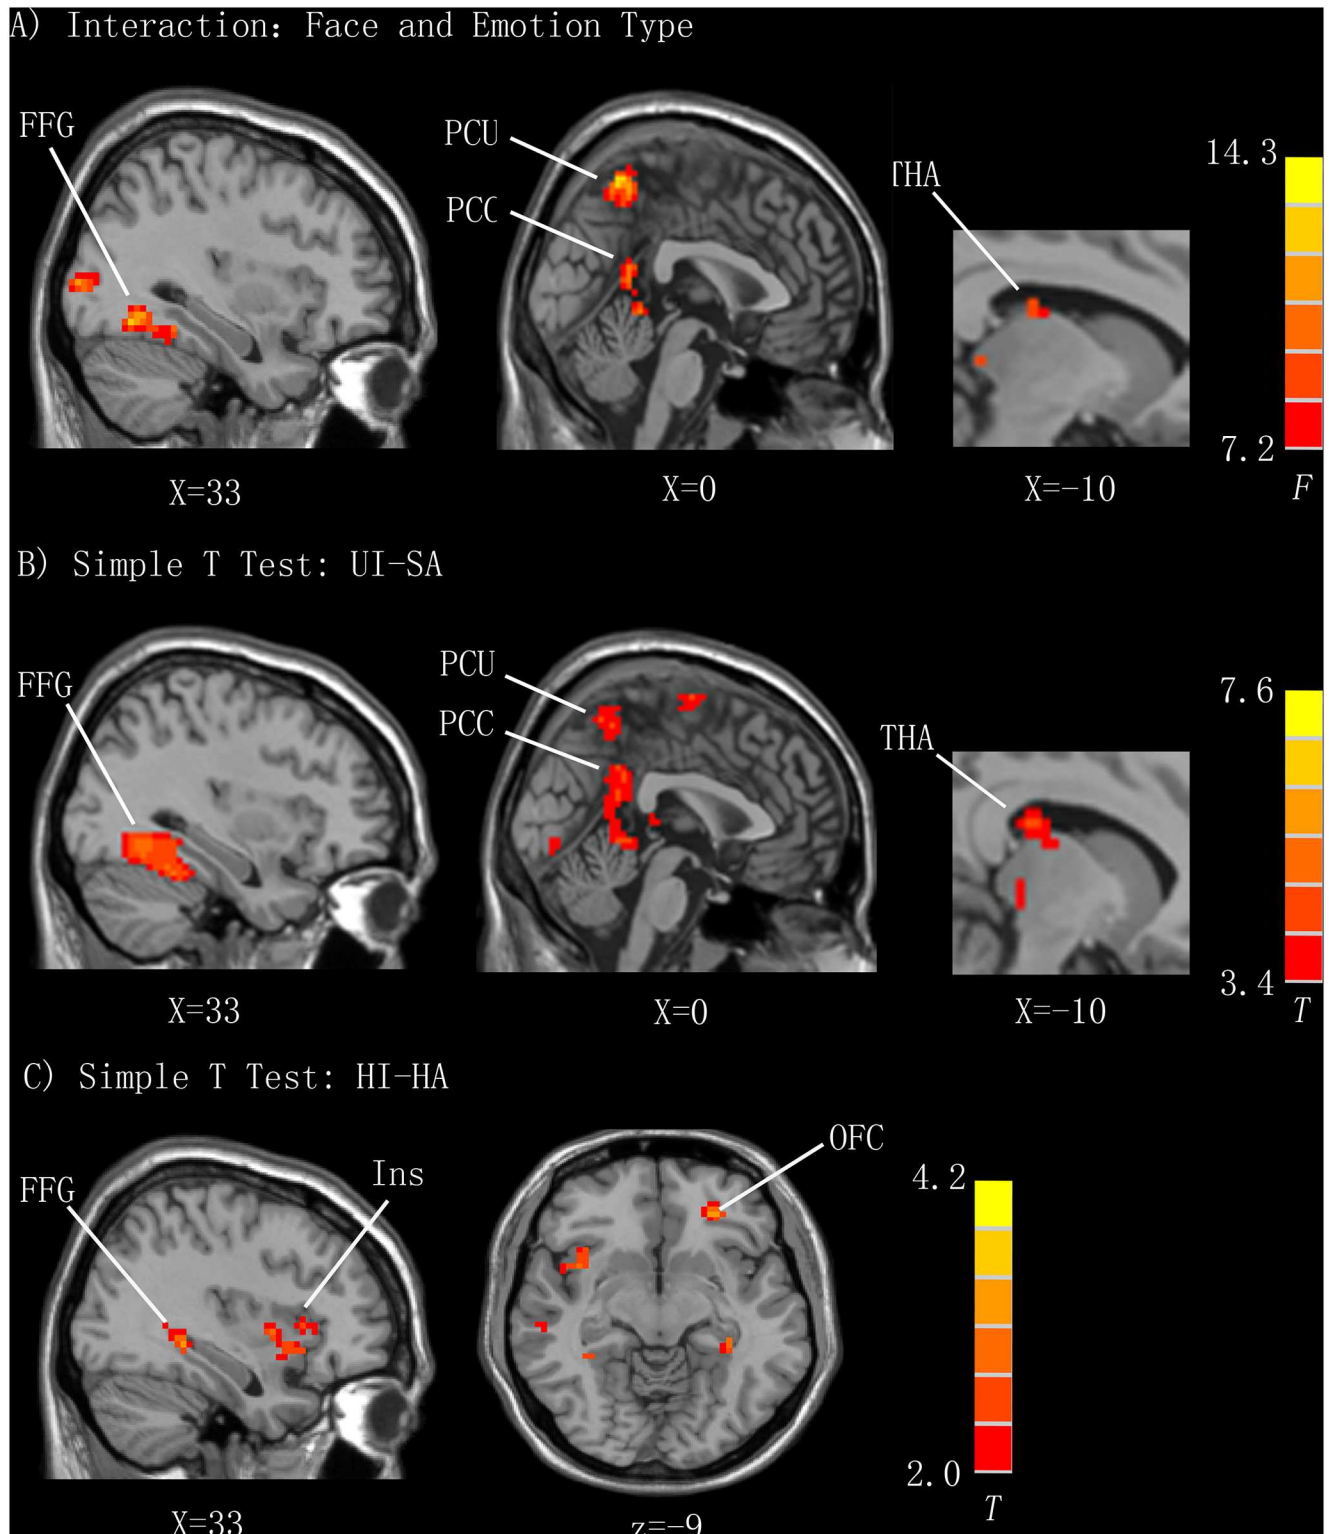 A) Interaction: Face and Emotion Type
FFG
PCU
PCC
THA
14.3
7.2
X=33
X=0
X=-10
F
B) Simple T Test: UI-SA
FFG
PCU
PCC
THA
7.6
3.4
X=33
X=0
X=-10
T
C) Simple T Test: HI-HA
FFG
Ins
OFC
4.2
2.0
X=33
z=-9
T